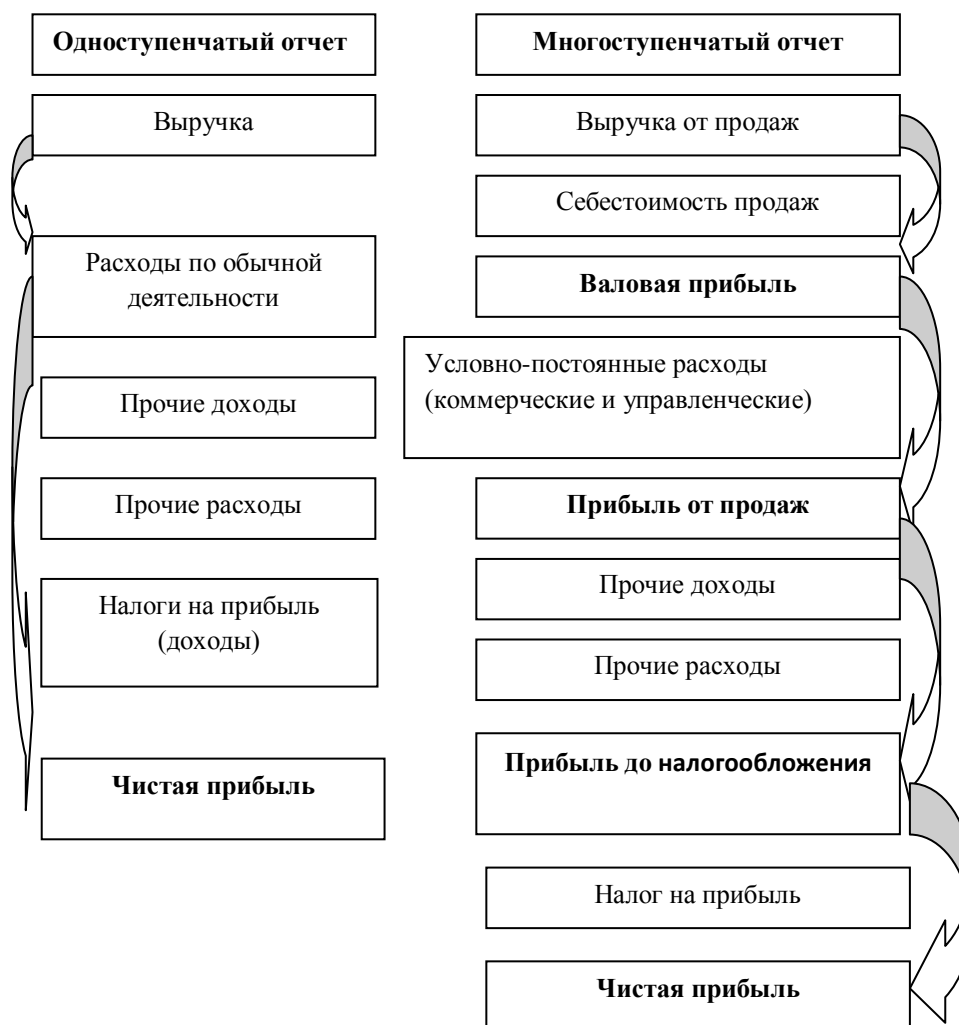 Одноступенчатый отчет
Выручка
Расходы по обычной
деятельности
Прочие доходы
Прочие расходы
Налоги на прибыль
(доходы)
Чистая прибыль
Многоступенчатый отчет
Выручка от продаж
Себестоимость продаж
Валовая прибыль
Условно-постоянные расходы
(коммерческие и управленческие)
Прибыль от продаж
Прочие доходы
Прочие расходы
Прибыль до налогообложения
Налог на прибыль
Чистая прибыль